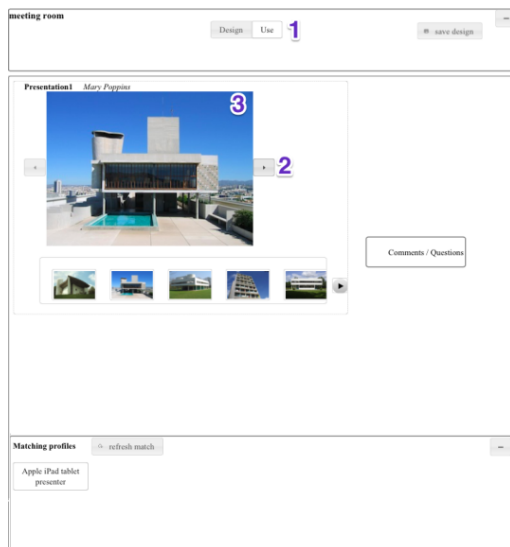 meeting room
Design Use 1
save design
Presentation1 Mary Poppins
3
2
Comments / Questions
Matching profiles refresh match
Apple iPad tablet
presenter